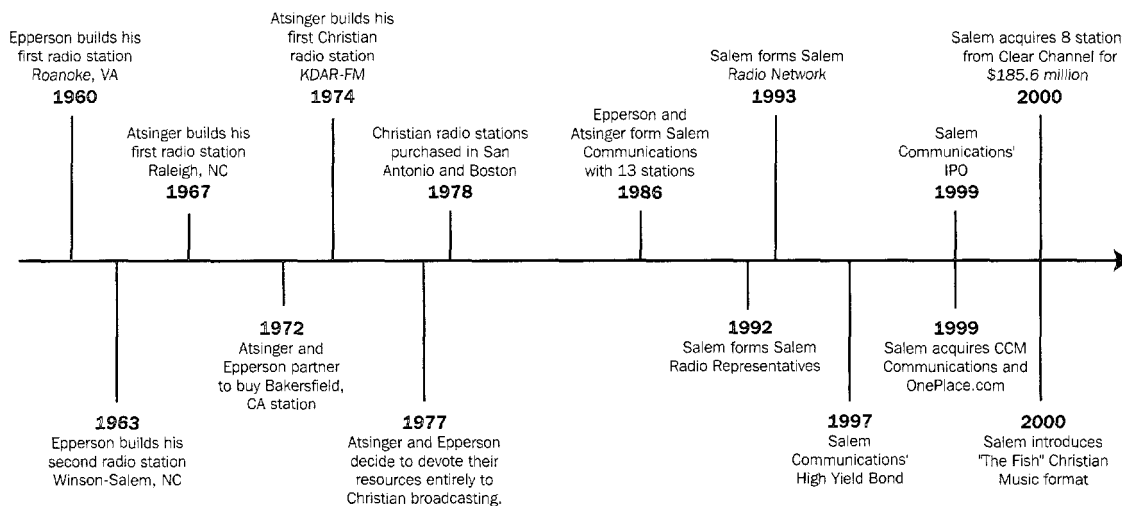 Epperson builds his
first radio station
Roanoke, VA
1960
Atsinger builds his
first radio station
Raleigh, NC
1967
Atsinger builds his
first Christian
radio station
KDAR-FM
1974
Christian radio stations
purchased in San
Antonio and Boston
1978
Epperson and
Atsinger form Salem
Communications
with 13 stations
1986
Salem forms Salem
Radio Network
1993
Salem
Communications'
IPO
1999
Salem acquires 8 station
from Clear Channel for
$185.6 million
2000
1963
Epperson builds his
second radio station
Winson-Salem, NC
1972
Atsinger and
Epperson partner
to buy Bakersfield,
CA station
1977
Atsinger and Epperson
decide to devote their
resources entirely to
Christian broadcasting.
1992
Salem forms Salem
Radio Representatives
1997
Salem
Communications'
High Yield Bond
1999
Salem acquires CCM
Communications and
OnePlace.com
2000
Salem introduces
"The Fish" Christian
Music format